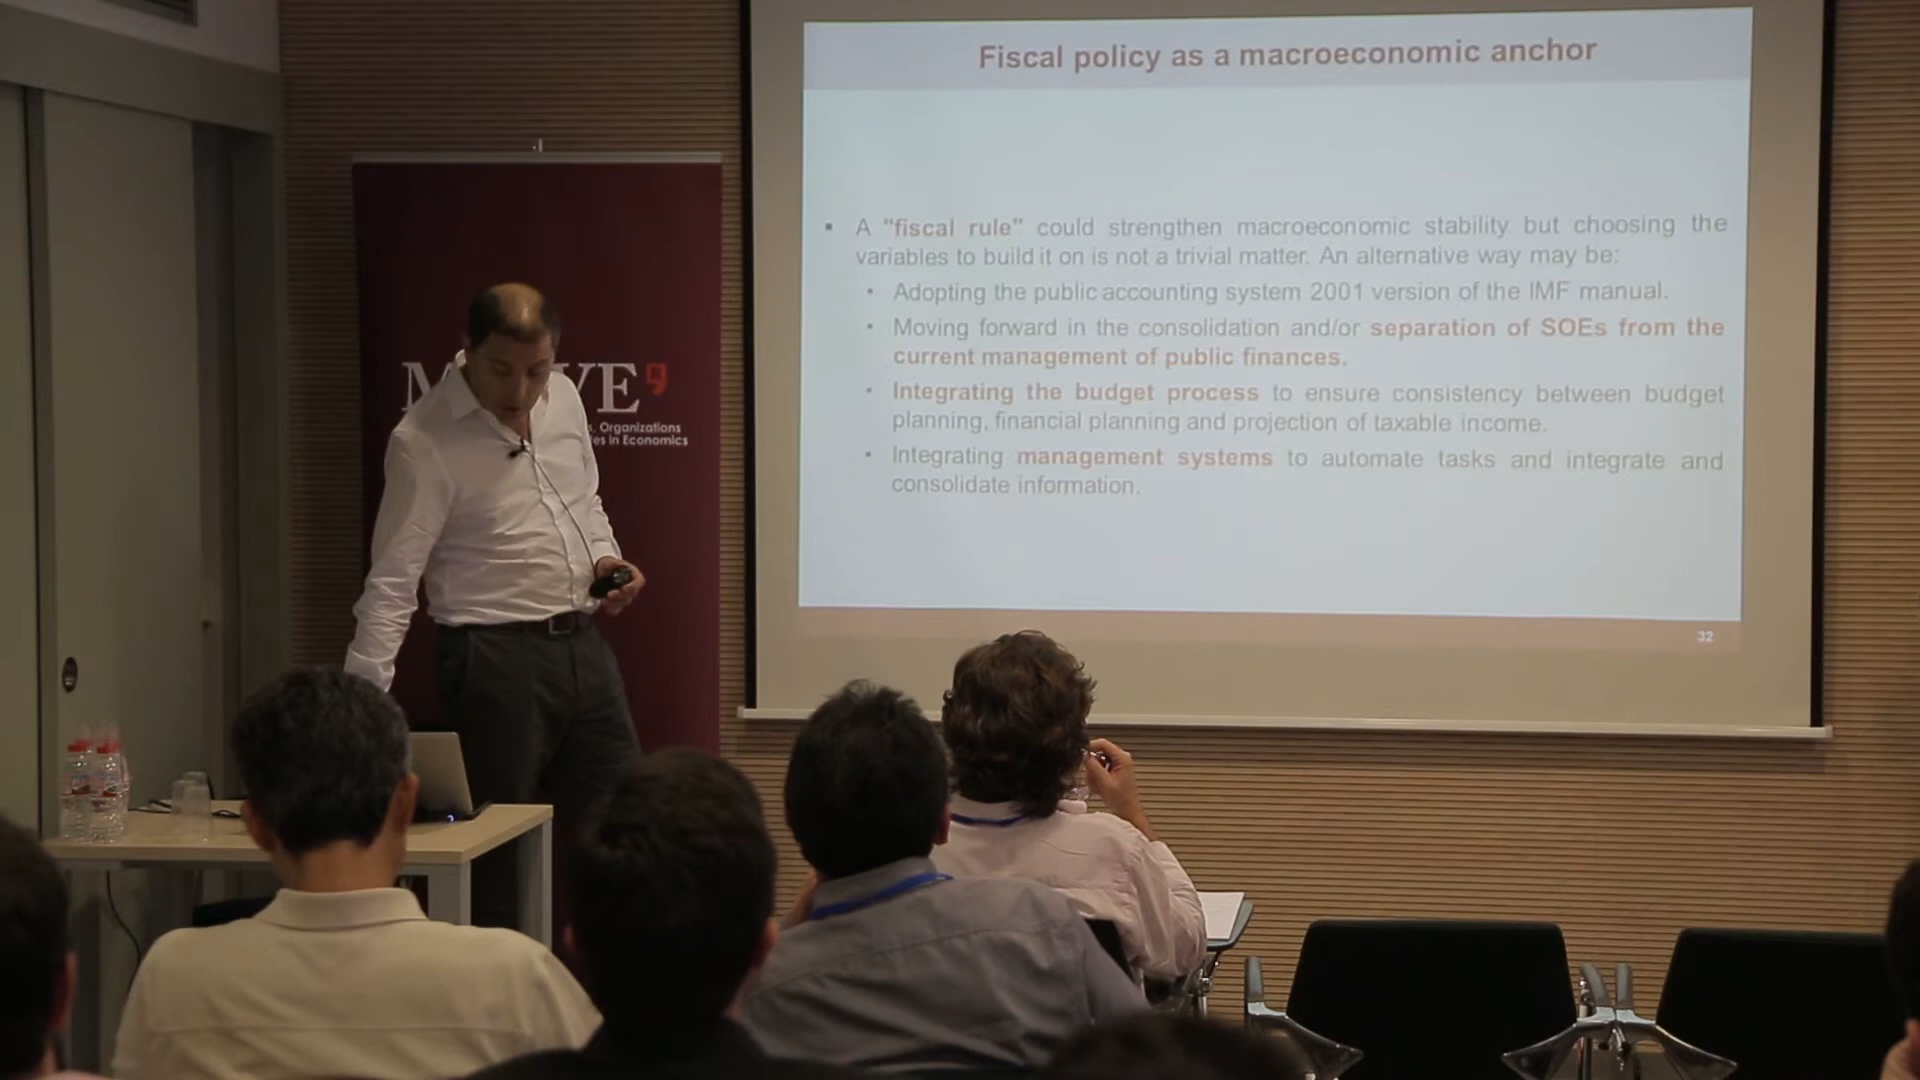 Fiscal policy as a macroeconomic anchor
▪ A "fiscal rule" could strengthen macroeconomic stability but choosing the
variables to build it on is not a trivial matter. An alternative way may be:
• Adopting the public accounting system 2001 version of the IMF manual.
• Moving forward in the consolidation and/or separation of SOEs from the
current management of public finances.
• Integrating the budget process to ensure consistency between budget
planning, financial planning and projection of taxable income.
• Integrating management systems to automate tasks and integrate and
consolidate information.
32
M VE
Organizations
in Economics